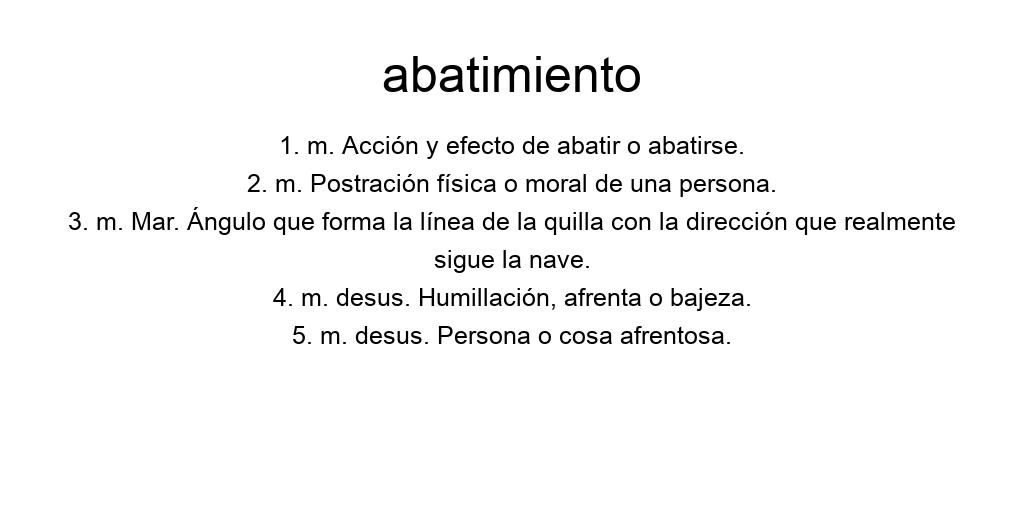 abatimiento
1. m. Acción y efecto de abatir o abatirse.
2. m. Postración física o moral de una persona.
3. m. Mar. Ángulo que forma la línea de la quilla con la dirección que realmente
sigue la nave.
4. m. desus. Humillación, afrenta o bajeza.
5. m. desus. Persona o cosa afrentosa.